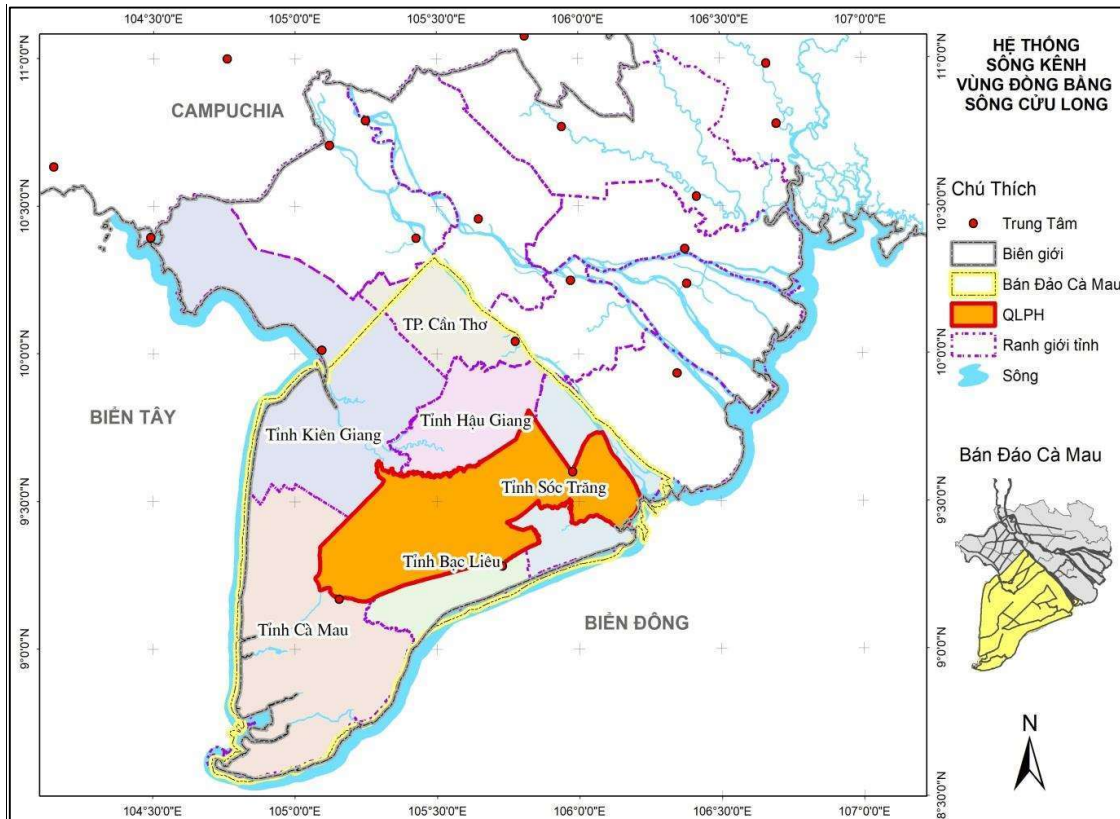 104°30'0"E
105°0'0"E
105°30'0"E
106°0'0"E
106°30'0"E
107°0'0"E
11°0'0"N
11°0'0"N
HỆ THỐNG
SÔNG KÊNH
VÙNG ĐỒNG BẰNG
SÔNG CỬU LONG
CAMPUCHIA
Chú Thích
10°30'0"N
10°30'0"N
Trung Tâm
Biên giới
Bán Đảo Cà Mau
QLPH
Ranh giới tỉnh
Sông
TP. Cần Thơ
10°0'0"N
10°0'0"N
BIỂN TÂY
Tỉnh Kiên Giang
Tỉnh Hậu Giang
Bán Đáo Cà Mau
Tỉnh Sóc Trăng
9°30'0"N
9°30'0"N
Tỉnh Bạc Liêu
Tỉnh Cà Mau
BIỂN ĐÔNG
9°0'0"N
9°0'0"N
N
8°30'0"N
104°30'0"E
105°0'0"E
105°30'0"E
106°0'0"E
106°30'0"E
107°0'0"E